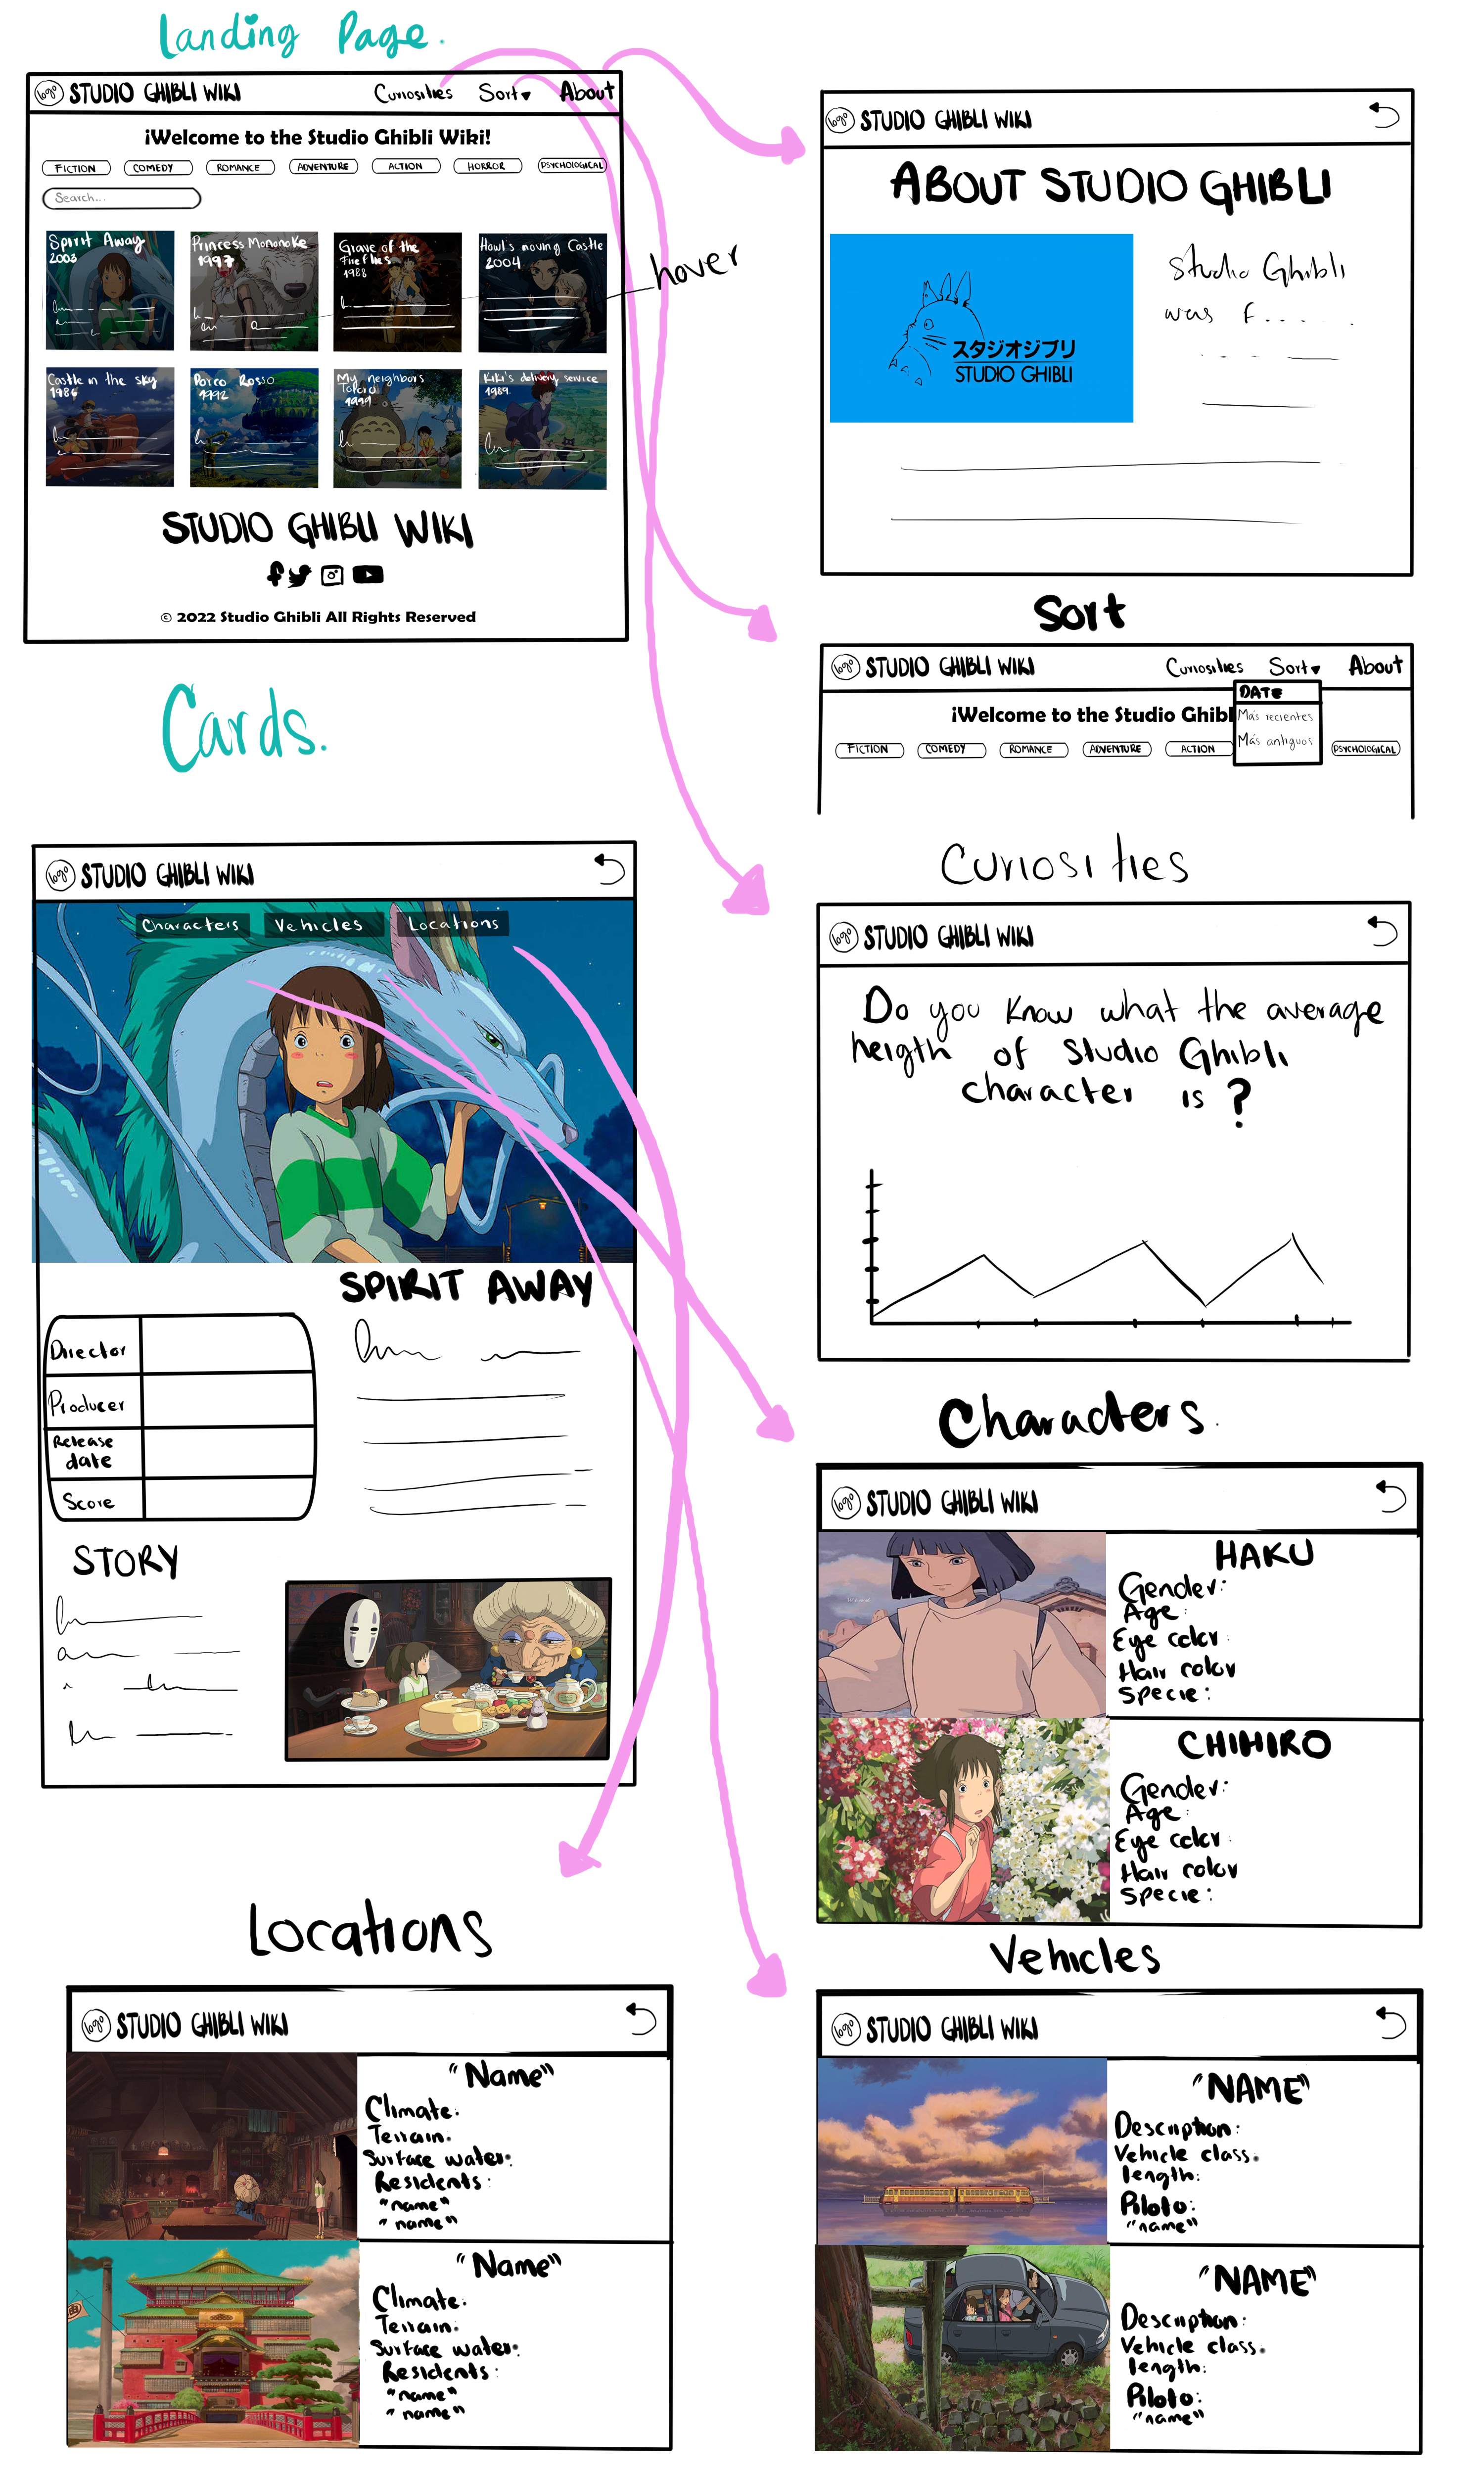 Landing Page.
logo STUDIO GHIBLI WIKI Curiosities Sort▾ About
¡Welcome to the Studio Ghibli Wiki!
FICTION COMEDY ROMANCE ADVENTURE ACTION HORROR PSYCHOLOGICAL
Search...
Spirit Away
2003
Princess Mononoke
1997
Grave of the
Fireflies
1988
Howl's moving Castle
2004
hover
Castle in the sky
1986
Porco Rosso
1992
My neighbors
Totoro
Kiki's delivery service
1989
STUDIO GHIBLI WIKI
© 2022 Studio Ghibli All Rights Reserved
logo STUDIO GHIBLI WIKI
ABOUT STUDIO GHIBLI
スタジオジブリ
STUDIO GHIBLI
Studio Ghibli
was F.....
Sort
logo STUDIO GHIBLI WIKI Curiosities Sort▾ About
DATE
Más recientes
Más antiguos
¡Welcome to the Studio Ghibl
FICTION COMEDY ROMANCE ADVENTURE ACTION PSYCHOLOGICAL
Cards.
logo STUDIO GHIBLI WIKI
Characters Vehicles Locations
SPIRIT AWAY
Director
Producer
Release
date
Score
STORY
Curiosities
logo STUDIO GHIBLI WIKI
Do you know what the average
heigth of Studio Ghibli
character is ?
Characters.
logo STUDIO GHIBLI WIKI
HAKU
Gender:
Age:
Eye color:
Hair color
Specie:
CHIHIRO
Gender:
Age:
Eye color:
Hair color
Specie:
Locations
logo STUDIO GHIBLI WIKI
"Name"
Climate:
Terrain:
Surface water:
Residents:
"name"
"name"
"Name"
Climate:
Terrain:
Surface water:
Residents:
"name"
"name"
Vehicles
logo STUDIO GHIBLI WIKI
"NAME"
Description:
Vehicle class:
length:
Piloto:
"name"
"NAME"
Description:
Vehicle class:
length:
Piloto:
"name"